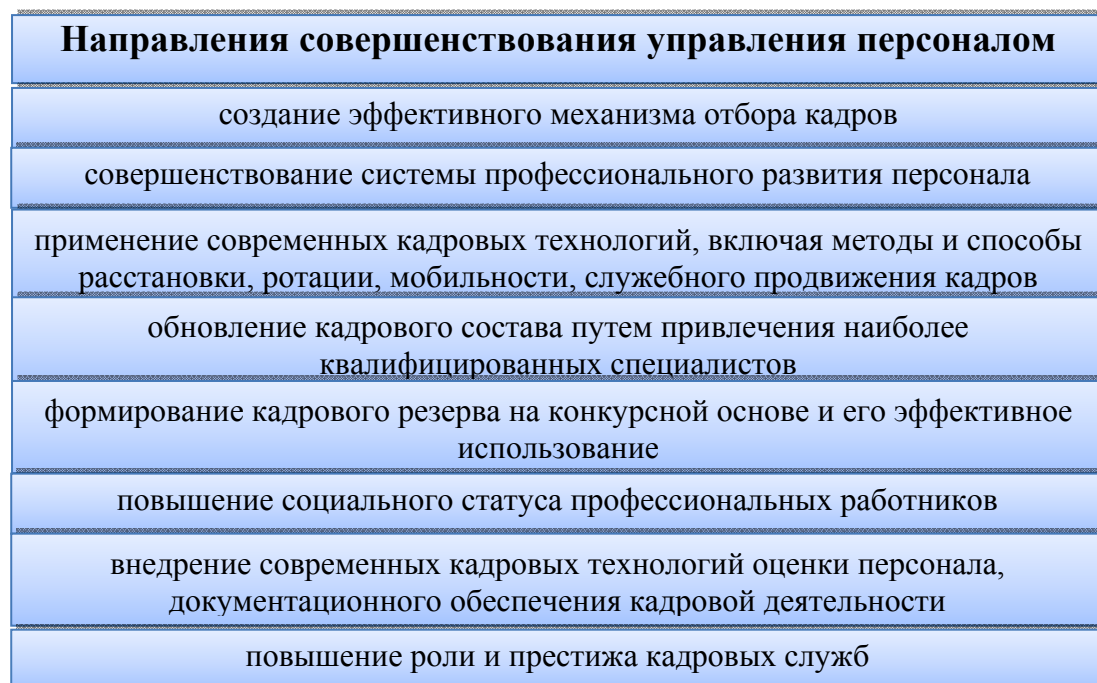 Направления совершенствования управления персоналом
создание эффективного механизма отбора кадров
совершенствование системы профессионального развития персонала
применение современных кадровых технологий, включая методы и способы
расстановки, ротации, мобильности, служебного продвижения кадров
обновление кадрового состава путем привлечения наиболее
квалифицированных специалистов
формирование кадрового резерва на конкурсной основе и его эффективное
использование
повышение социального статуса профессиональных работников
внедрение современных кадровых технологий оценки персонала,
документационного обеспечения кадровой деятельности
повышение роли и престижа кадровых служб